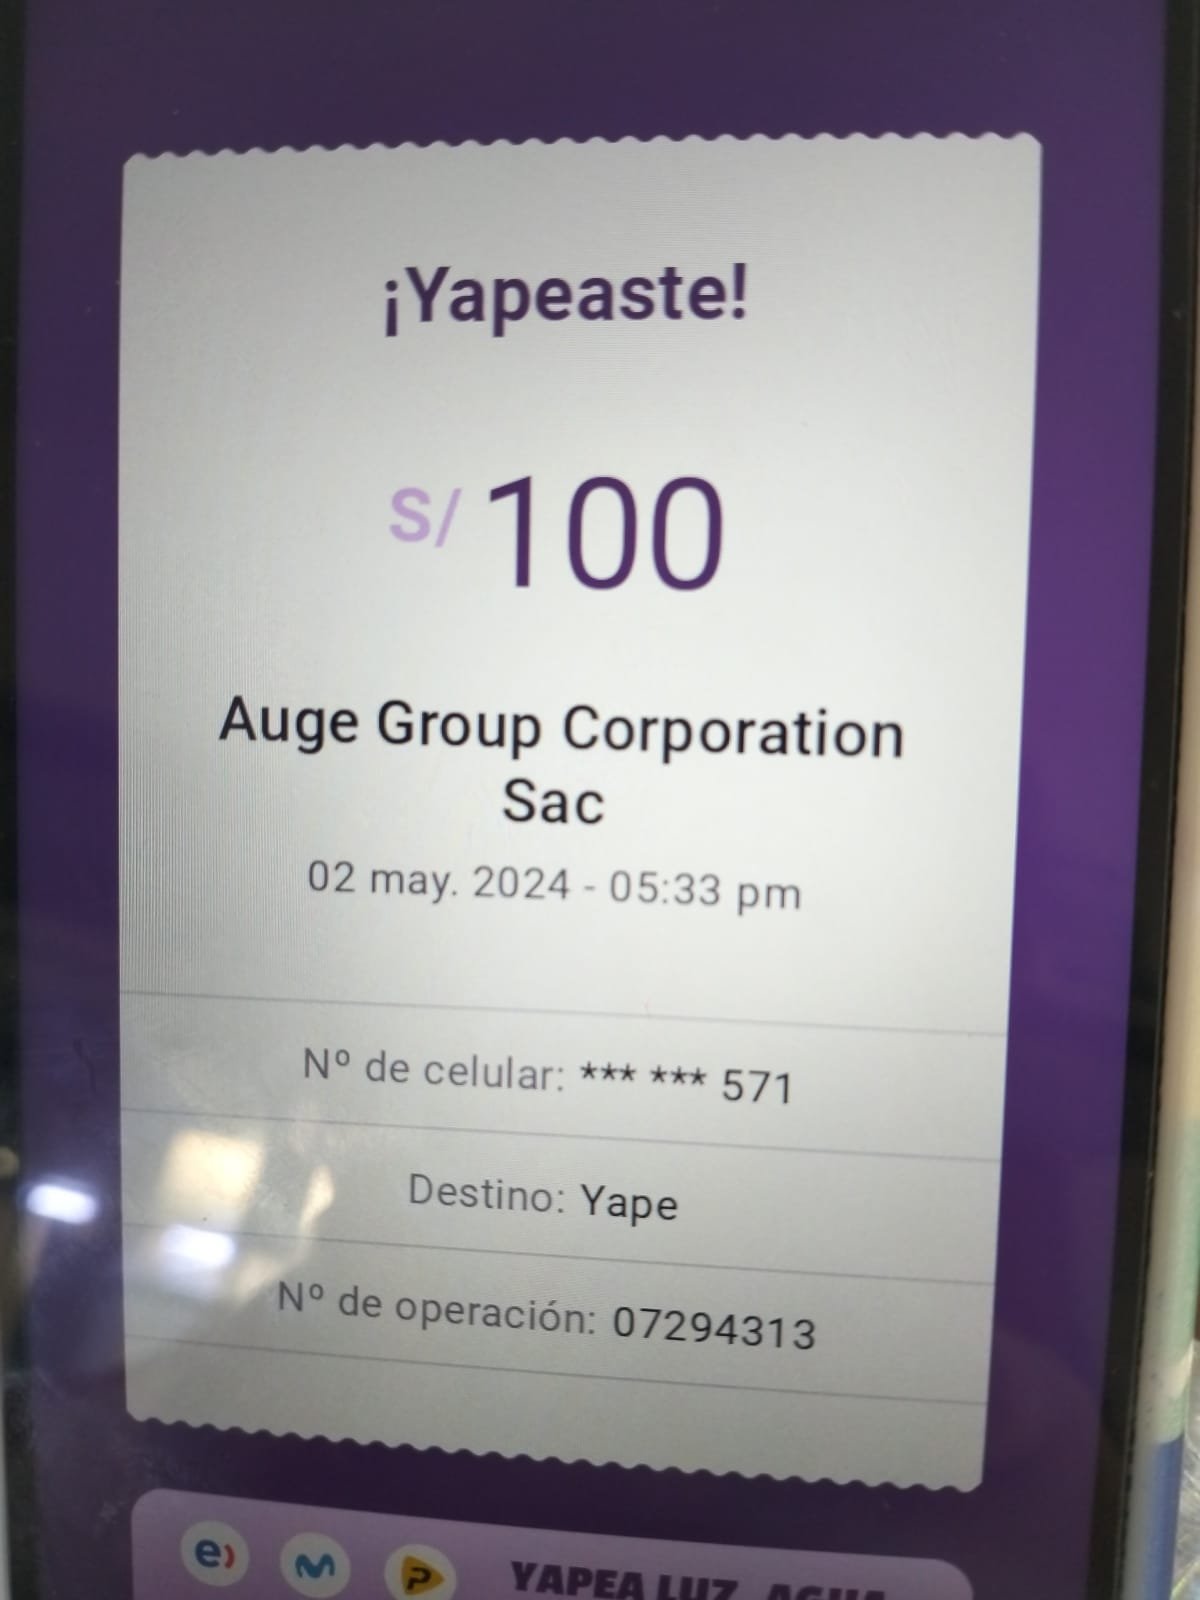 ¡Yapeaste!
S/ 100
Auge Group Corporation
Sac
02 may. 2024 - 05:33 pm
Nº de celular: *** *** 571
Destino: Yape
Nº de operación: 07294313
e)
P
YAPEA LUZ, AGUA